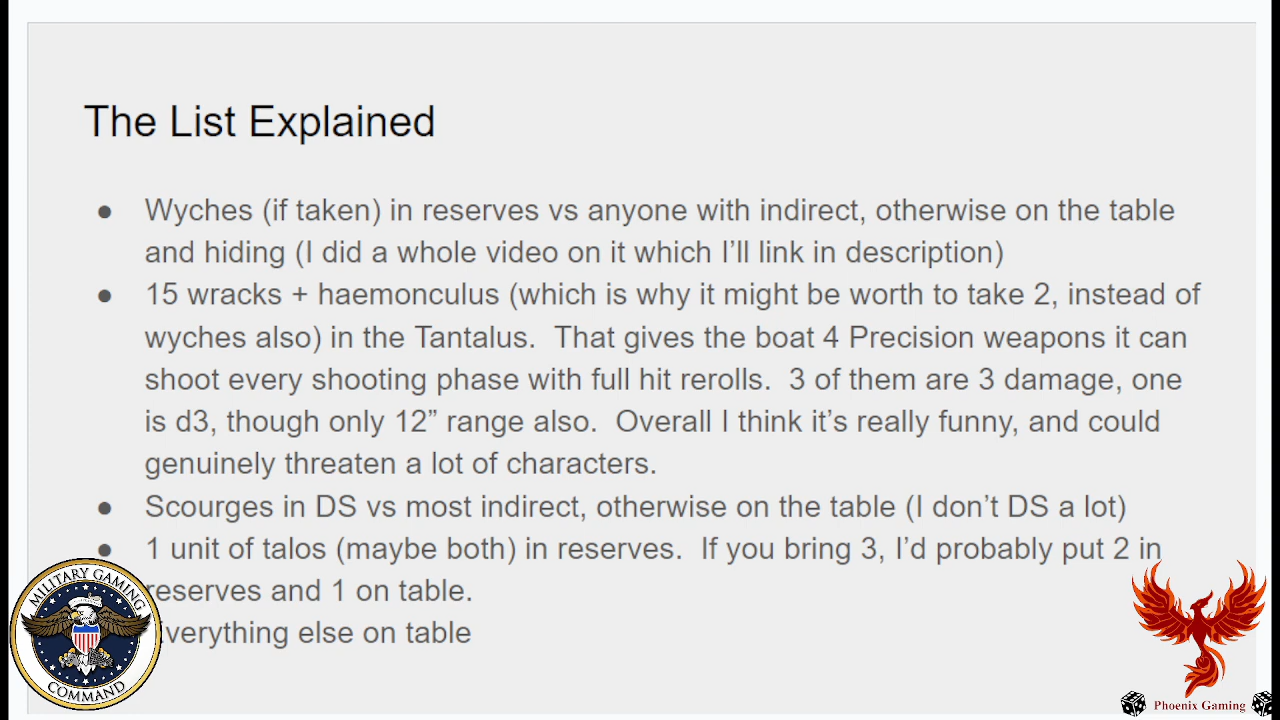 The List Explained
● Wyches (if taken) in reserves vs anyone with indirect, otherwise on the table
and hiding (I did a whole video on it which I’ll link in description)
● 15 wracks + haemonculus (which is why it might be worth to take 2, instead of
wyches also) in the Tantalus.  That gives the boat 4 Precision weapons it can
shoot every shooting phase with full hit rerolls.  3 of them are 3 damage, one
is d3, though only 12” range also.  Overall I think it’s really funny, and could
genuinely threaten a lot of characters.
● Scourges in DS vs most indirect, otherwise on the table (I don’t DS a lot)
● 1 unit of talos (maybe both) in reserves.  If you bring 3, I’d probably put 2 in
reserves and 1 on table.
Everything else on table
MILITARY GAMING
COMMAND
Phoenix Gaming